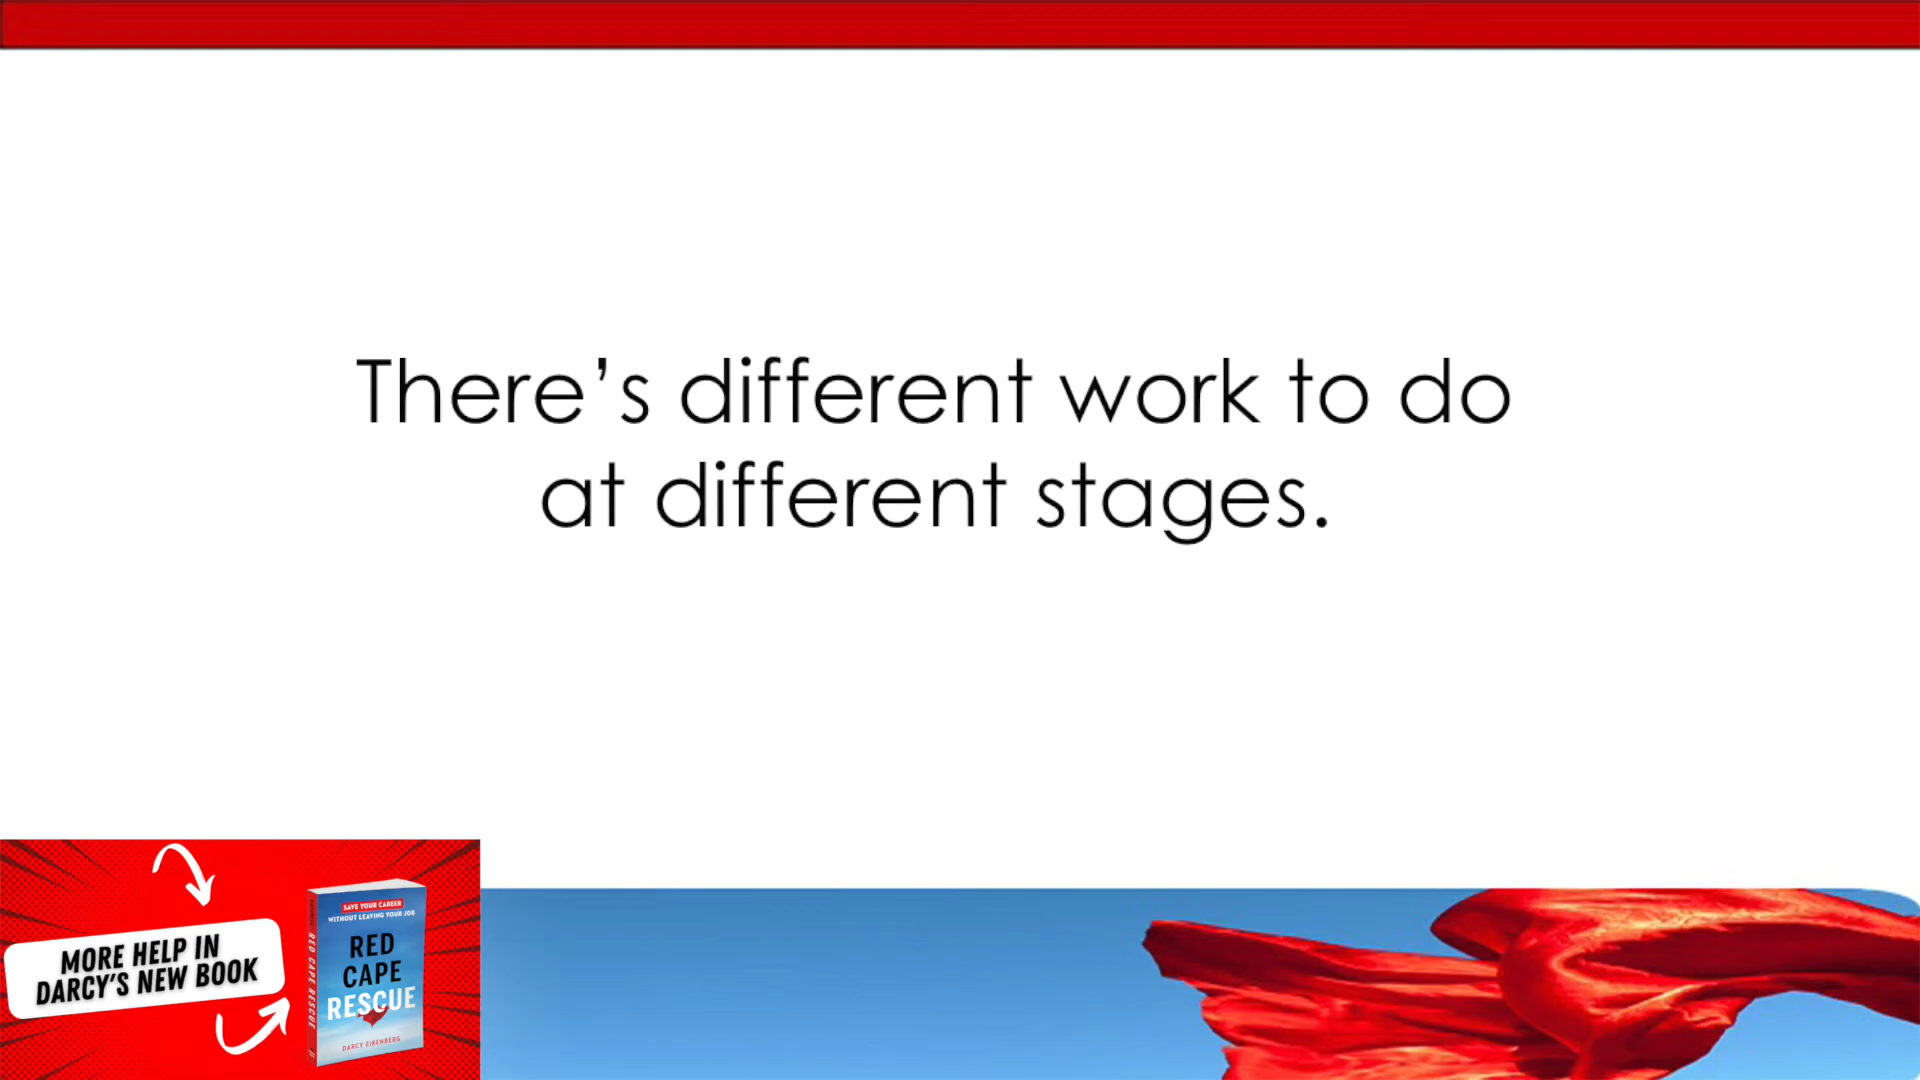 There’s different work to do
at different stages.
MORE HELP IN
DARCY'S NEW BOOK
SAVE YOUR CAREER
WITHOUT LEAVING YOUR JOB
RED
CAPE
RESCUE
DARCY EIKENBERG
RED CAPE RESCUE